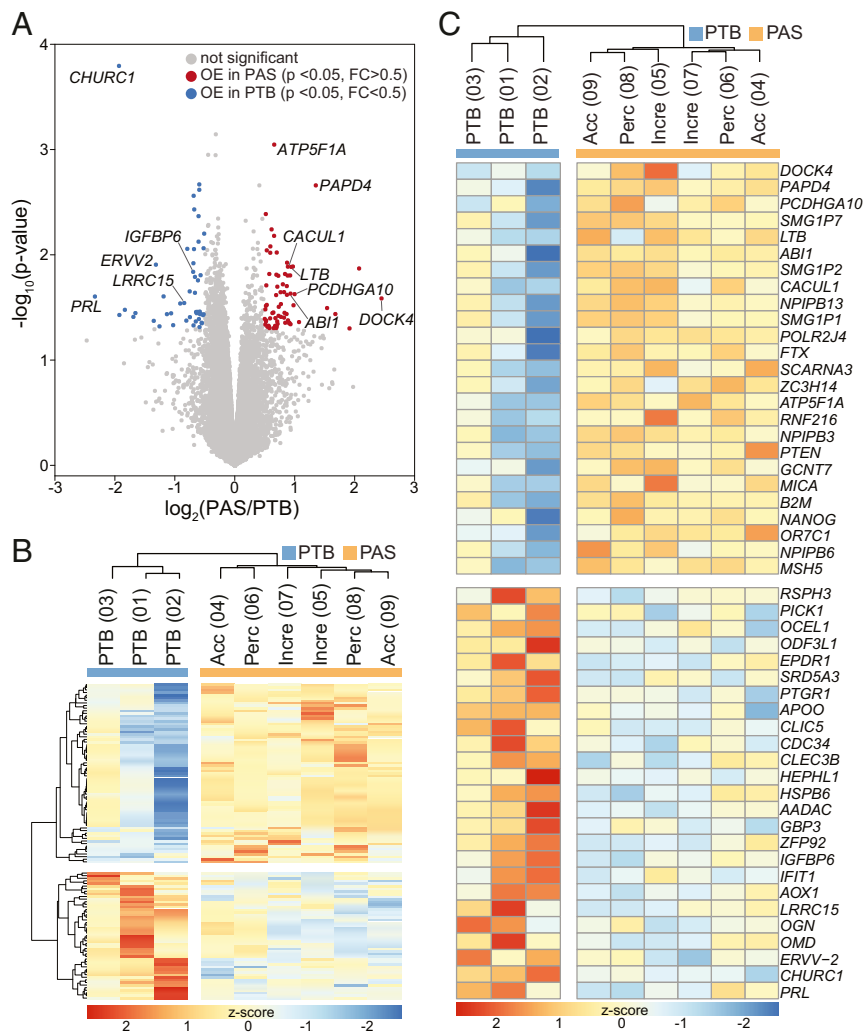 A
-log10(p-value)
4
3
2
1
0
-3
-2
-1
0
1
2
3
log2(PAS/PTB)
not significant
OE in PAS (p <0.05, FC>0.5)
OE in PTB (p <0.05, FC<0.5)
CHURC1
ATP5F1A
PAPD4
IGFBP6
CACUL1
ERVV2
LTB
LRRC15
PCDHGA10
PRL
ABI1
DOCK4
B
PTB PAS
PTB (03)
PTB (01)
PTB (02)
Acc (04)
Perc (06)
Incre (07)
Incre (05)
Perc (08)
Acc (09)
z-score
2 1 0 -1 -2
C
PTB PAS
PTB (03)
PTB (01)
PTB (02)
Acc (09)
Perc (08)
Incre (05)
Incre (07)
Perc (06)
Acc (04)
DOCK4
PAPD4
PCDHGA10
SMG1P7
LTB
ABI1
SMG1P2
CACUL1
NPIPB13
SMG1P1
POLR2J4
FTX
SCARNA3
ZC3H14
ATP5F1A
RNF216
NPIPB3
PTEN
GCNT7
MICA
B2M
NANOG
OR7C1
NPIPB6
MSH5
RSPH3
PICK1
OCEL1
ODF3L1
EPDR1
SRD5A3
PTGR1
APOO
CLIC5
CDC34
CLEC3B
HEPHL1
HSPB6
AADAC
GBP3
ZFP92
IGFBP6
IFIT1
AOX1
LRRC15
OGN
OMD
ERVV−2
CHURC1
PRL
z-score
2 1 0 -1 -2